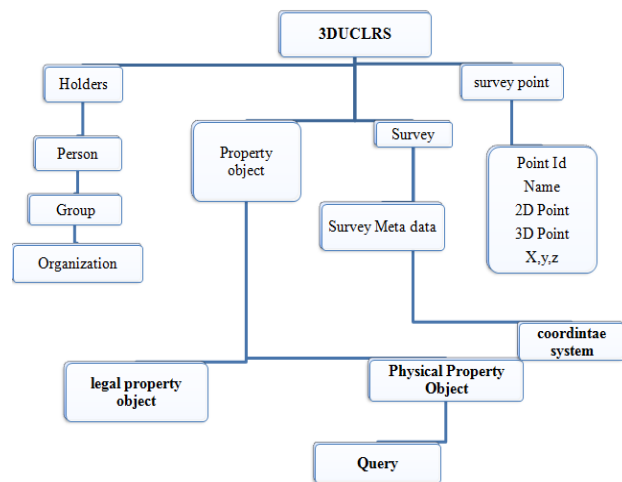 3DUCLRS
Holders
survey point
Property
object
Survey
Person
Point Id
Name
2D Point
3D Point
X,y,z
Group
Survey Meta data
Organization
coordintae
system
legal property
object
Physical Property
Object
Query